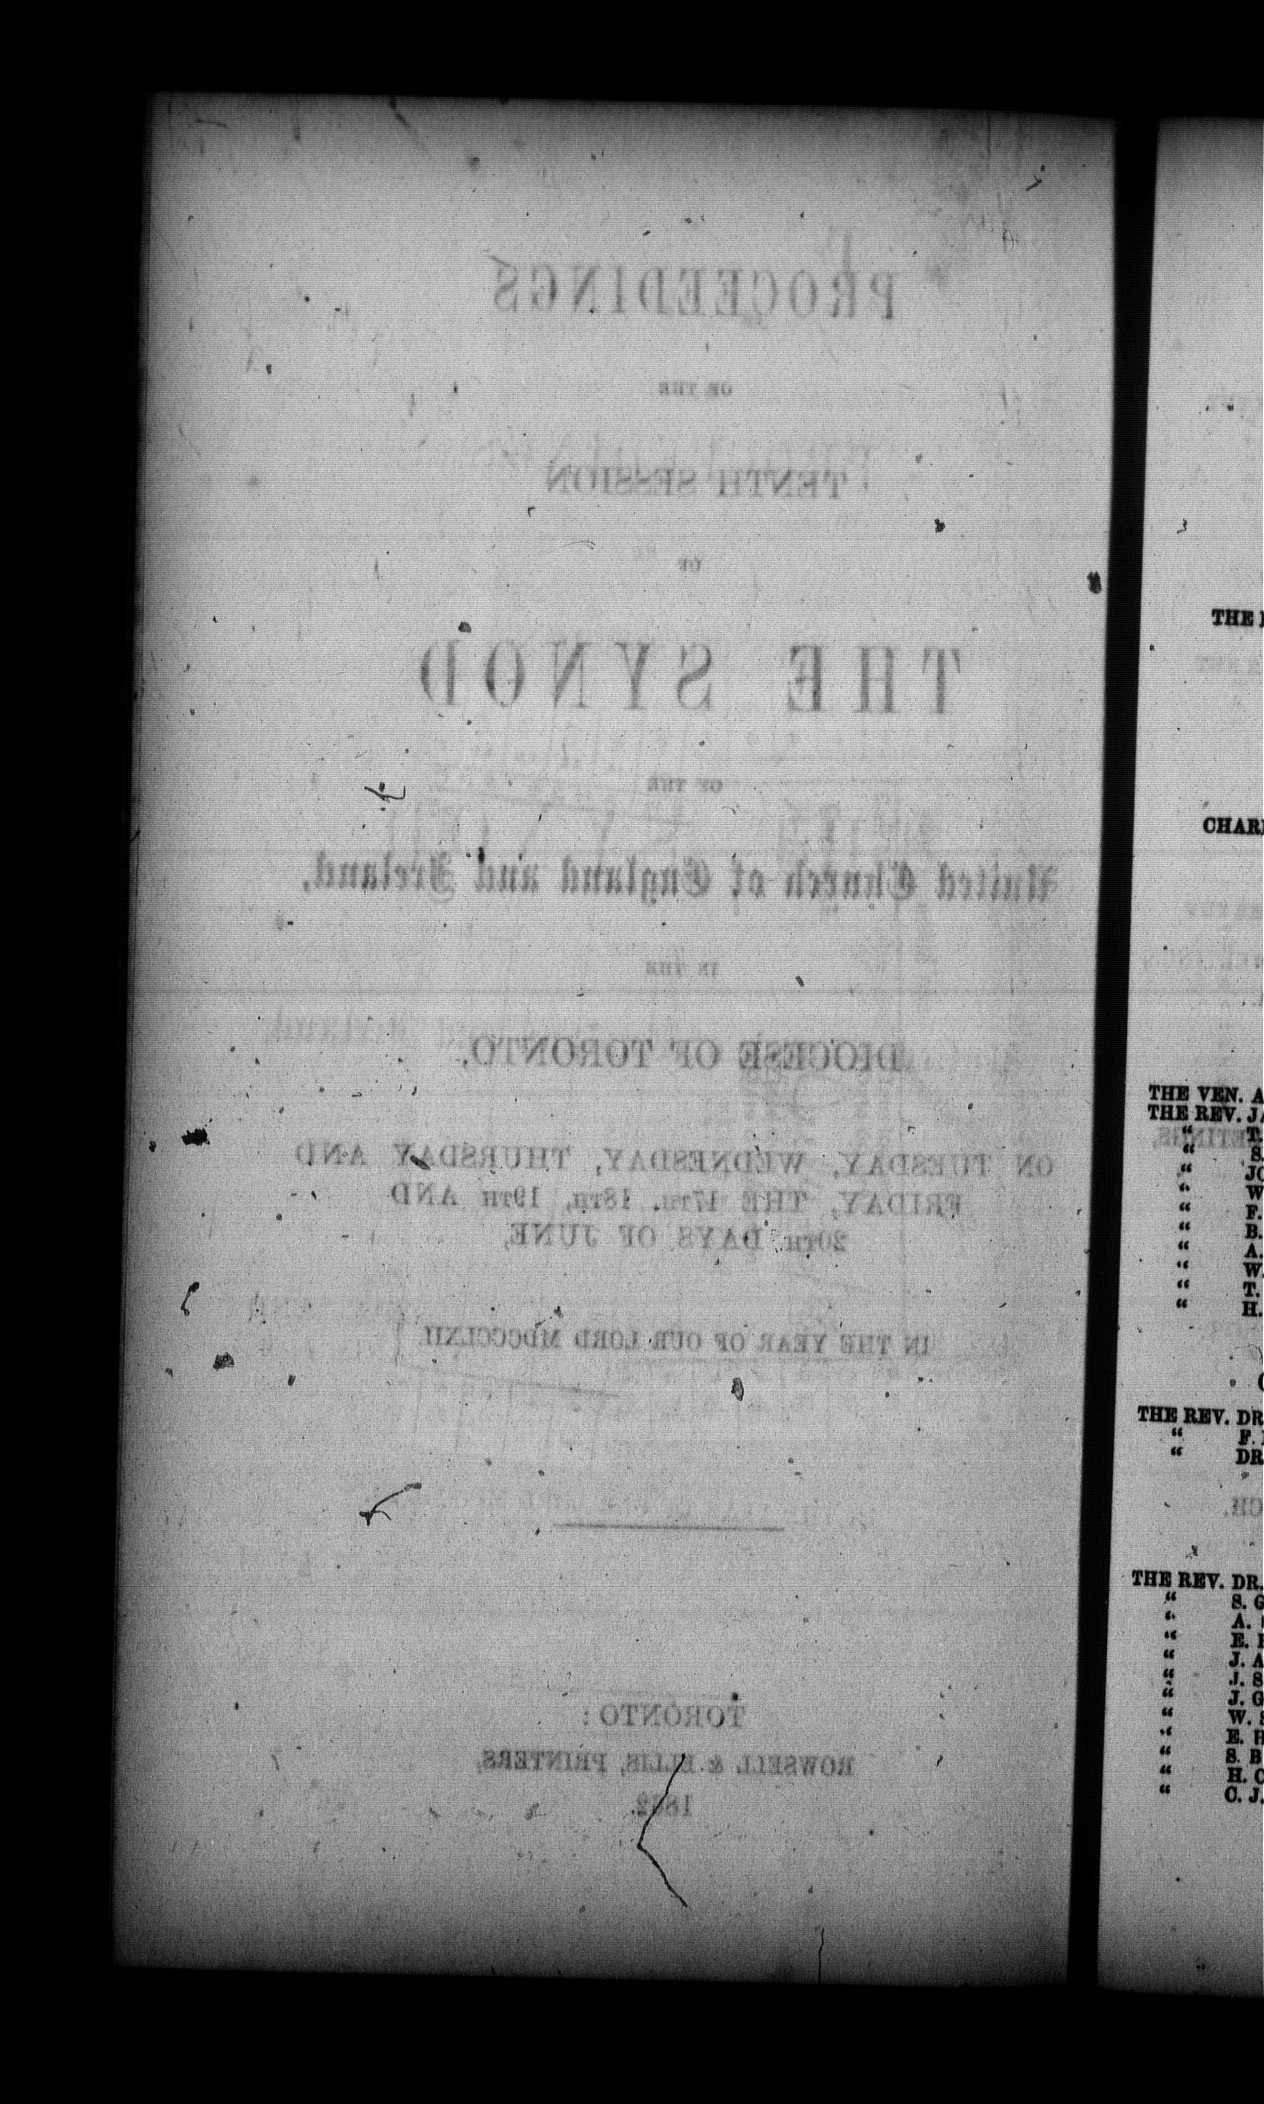 PROCEEDINGS
OF THE
TENTH SESSION
OF
THE SYNOD
OF THE
United Church of England and Ireland,
IN THE
DIOCESE OF TORONTO,
ON TUESDAY, WEDNESDAY, THURSDAY AND
FRIDAY, THE 17TH, 18TH, 19TH AND
20TH DAYS OF JUNE,
IN THE YEAR OF OUR LORD MDCCCLXII.
TORONTO:
ROWSELL & ELLIS, PRINTERS,
1862.
THE
CHAR
THE VEN. A
THE REV. JA
" T.
" S.
" JO
" W
" F.
" B.
" A.
" W.
" T.
" H.
THE REV. DR
" F.
" DR
THE REV. DR.
" S. G
" A.
" E.
" J. A
" J. S
" J. G
" W. S
" E. H
" S. B
" H. C
" C. J.